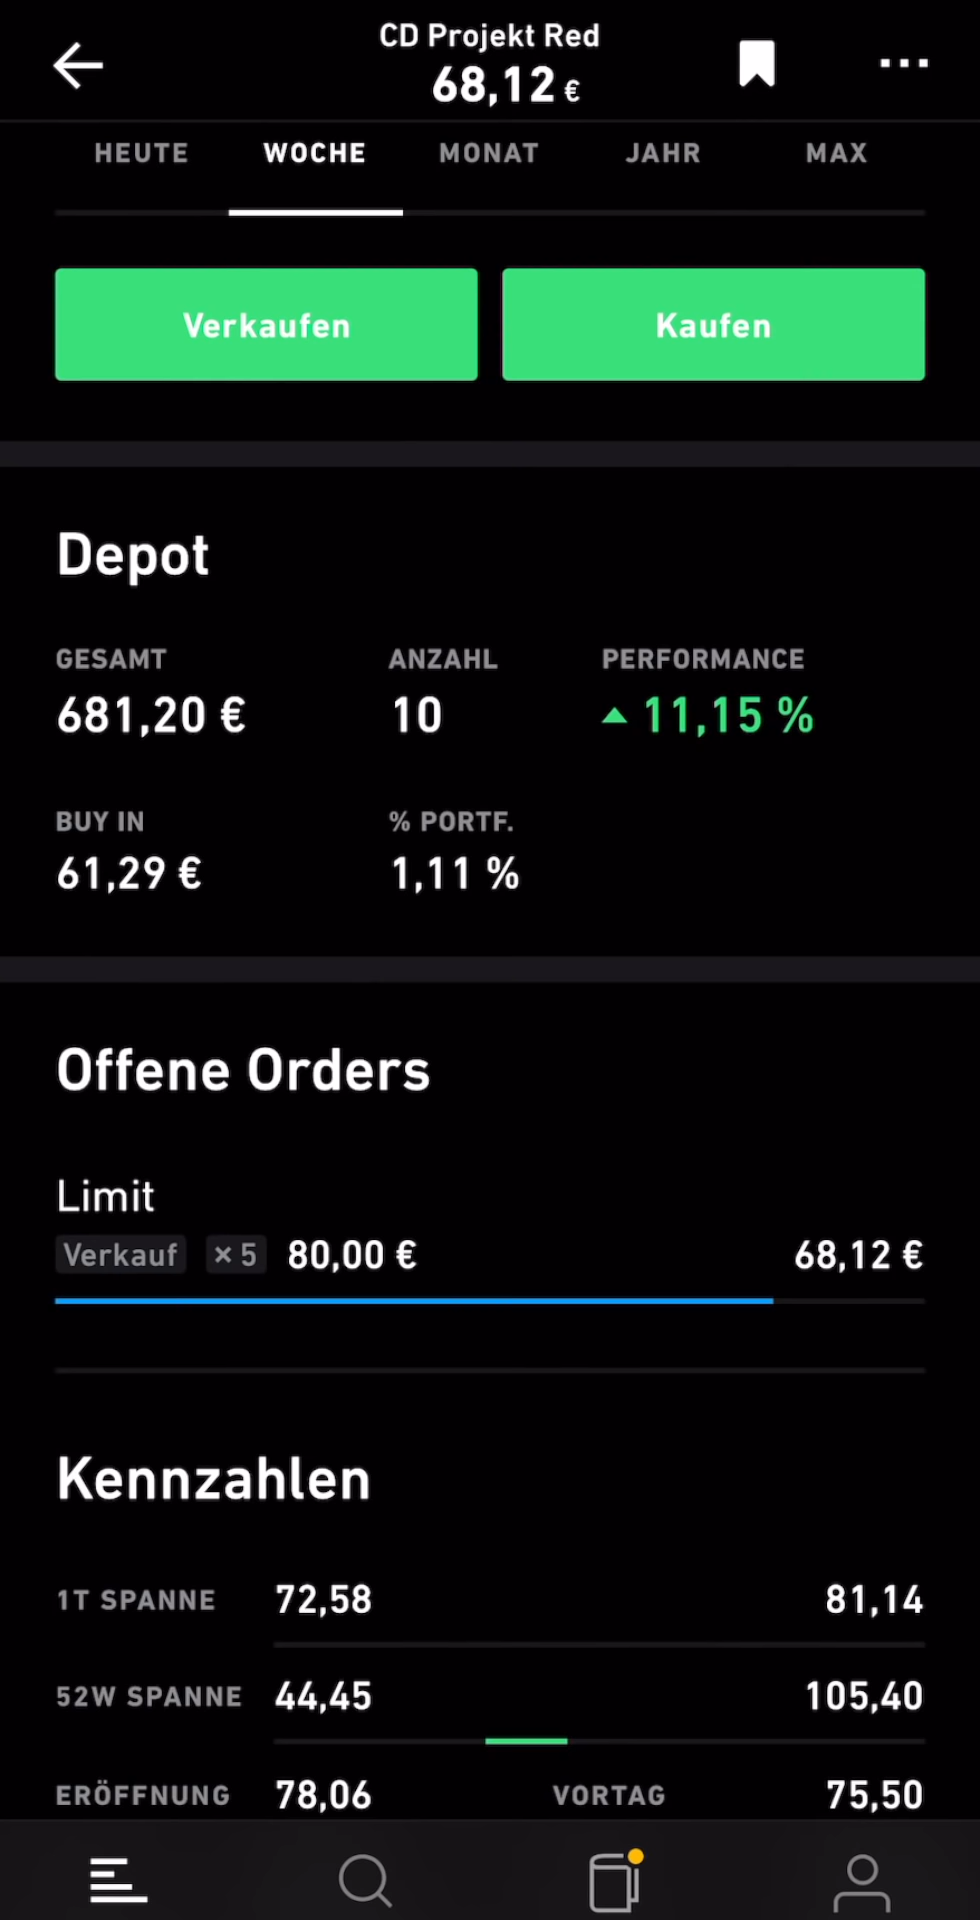 CD Projekt Red
68,12 €
HEUTE WOCHE MONAT JAHR MAX
Verkaufen Kaufen
Depot
GESAMT ANZAHL PERFORMANCE
681,20 € 10 11,15 %
BUY IN % PORTF.
61,29 € 1,11 %
Offene Orders
Limit
Verkauf × 5 80,00 € 68,12 €
Kennzahlen
1T SPANNE 72,58 81,14
52W SPANNE 44,45 105,40
ERÖFFNUNG 78,06 VORTAG 75,50